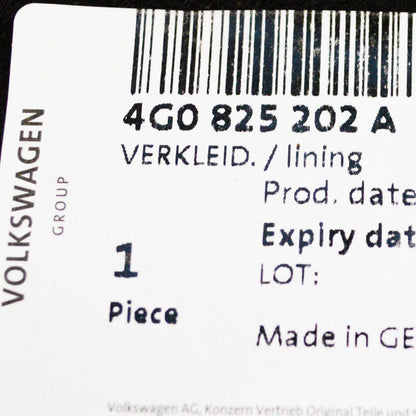 4G0 825 202 A
VERKLEID. / lining
Prod. date
Expiry dat
1
LOT:
Piece
Made in GE
VOLKSWAGEN
GROUP
Volkswagen AG, Konzern Vertrieb Original Teile und